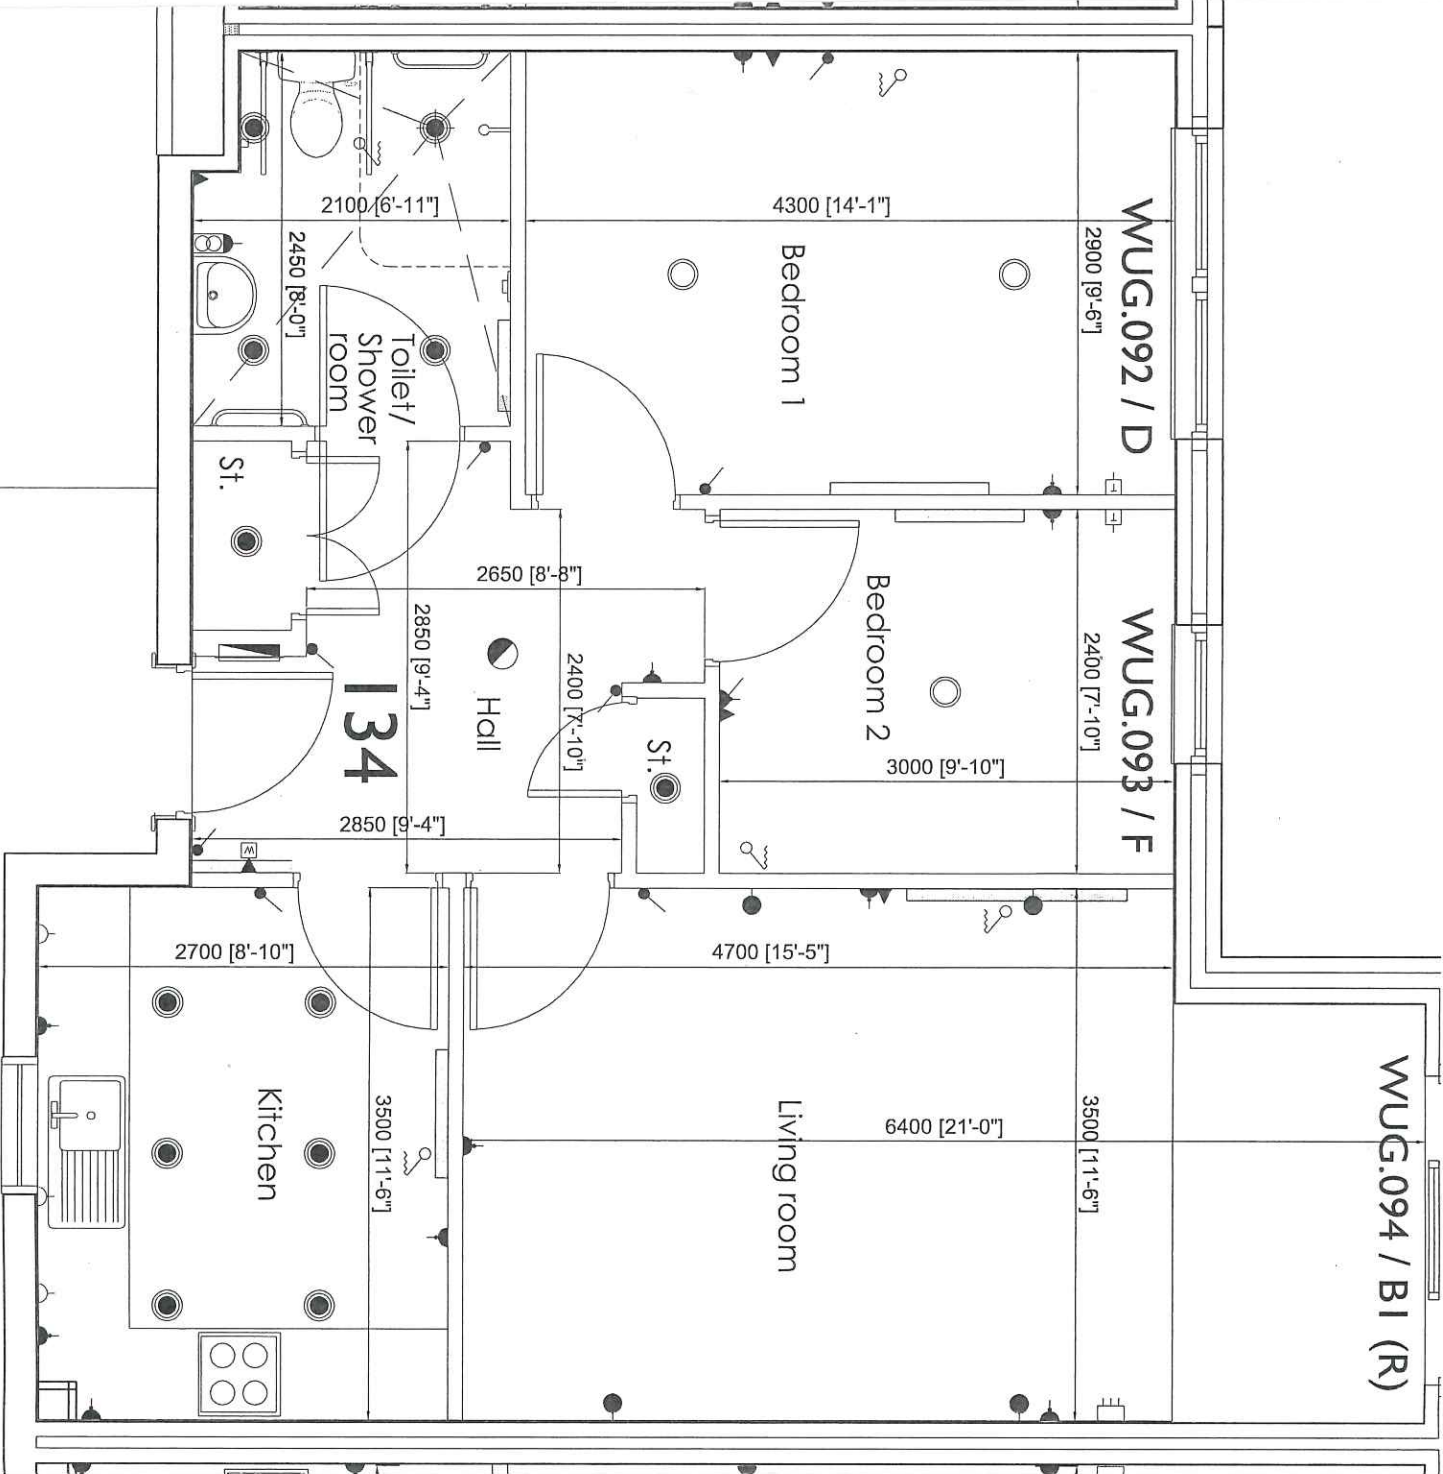 WUG.092 / D
2900 [9'-6"]
4300 [14'-1"]
Bedroom 1
2100 [6'-11"]
2450 [8'-0"]
Toilet/
Shower
room
St.
WUG.093 / F
2400 [7'-10"]
Bedroom 2
3000 [9'-10"]
2650 [8'-8"]
2400 [7'-10"]
2850 [9'-4"]
Hall
St.
134
2850 [9'-4"]
M
WUG.094 / B1 (R)
4700 [15'-5"]
6400 [21'-0"]
3500 [11'-6"]
Living room
2700 [8'-10"]
3500 [11'-6"]
Kitchen